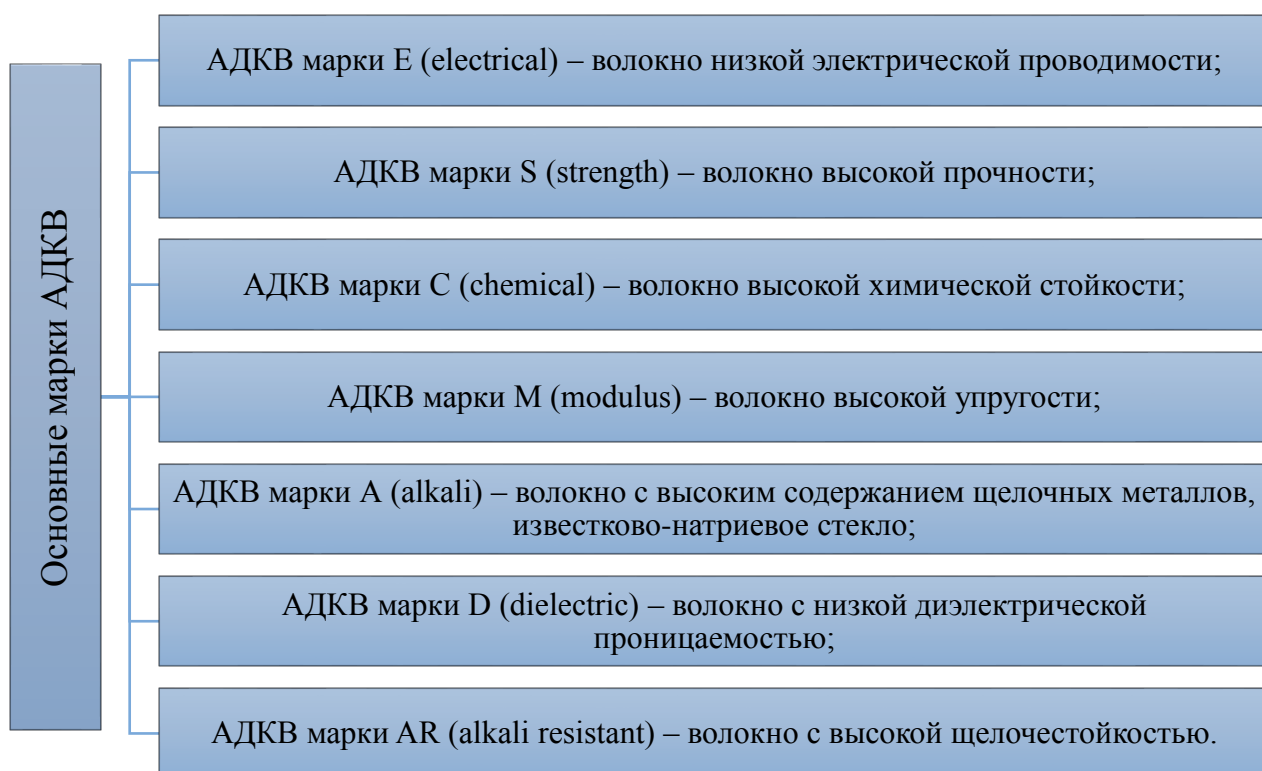 Основные марки АДКВ
АДКВ марки E (electrical) – волокно низкой электрической проводимости;
АДКВ марки S (strength) – волокно высокой прочности;
АДКВ марки C (chemical) – волокно высокой химической стойкости;
АДКВ марки M (modulus) – волокно высокой упругости;
АДКВ марки A (alkali) – волокно с высоким содержанием щелочных металлов,
известково-натриевое стекло;
АДКВ марки D (dielectric) – волокно с низкой диэлектрической
проницаемостью;
АДКВ марки AR (alkali resistant) – волокно с высокой щелочестойкостью.